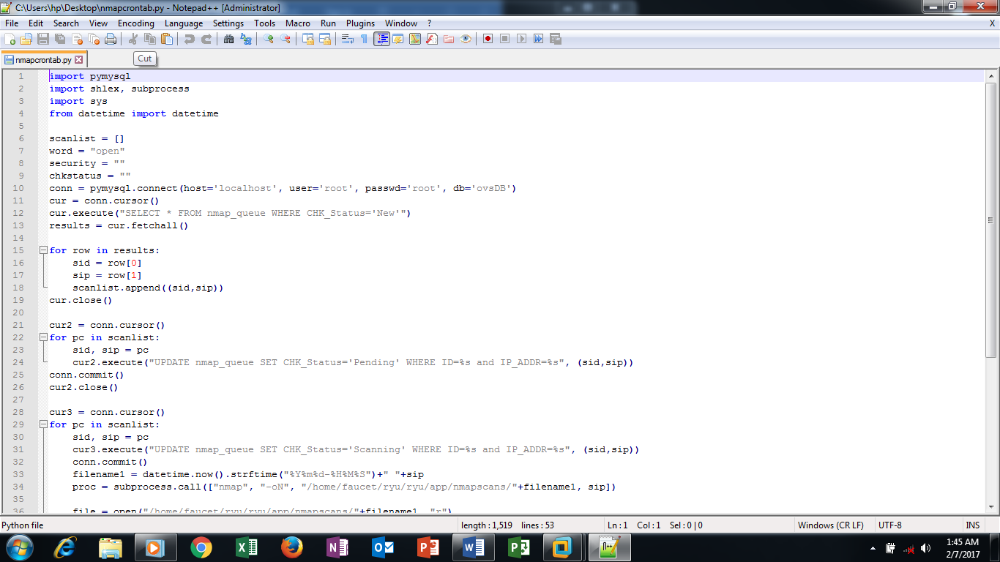 C:\Users\hp\Desktop\nmapcrontab.py - Notepad++ [Administrator]
File Edit Search View Encoding Language Settings Tools Macro Run Plugins Window ? X
nmapcrontab.py
Cut
1 import pymysql
2 import shlex, subprocess
3 import sys
4 from datetime import datetime
5
6 scanlist = []
7 word = "open"
8 security = ""
9 chkstatus = ""
10 conn = pymysql.connect(host='localhost', user='root', passwd='root', db='ovsDB')
11 cur = conn.cursor()
12 cur.execute("SELECT * FROM nmap_queue WHERE CHK_Status='New'")
13 results = cur.fetchall()
14
15 for row in results:
16     sid = row[0]
17     sip = row[1]
18     scanlist.append((sid,sip))
19 cur.close()
20
21 cur2 = conn.cursor()
22 for pc in scanlist:
23     sid, sip = pc
24     cur2.execute("UPDATE nmap_queue SET CHK_Status='Pending' WHERE ID=%s and IP_ADDR=%s", (sid,sip))
25 conn.commit()
26 cur2.close()
27
28 cur3 = conn.cursor()
29 for pc in scanlist:
30     sid, sip = pc
31     cur3.execute("UPDATE nmap_queue SET CHK_Status='Scanning' WHERE ID=%s and IP_ADDR=%s", (sid,sip))
32     conn.commit()
33     filename1 = datetime.now().strftime("%Y%m%d-%H%M%S")+" "+sip
34     proc = subprocess.call(["nmap", "-oN", "/home/faucet/ryu/ryu/app/nmapscans/"+filename1, sip])
35
36     file = open("/home/faucet/ryu/ryu/app/nmapscans/"+filename1, "r")
Python file length : 1,519 lines : 53 Ln : 1 Col : 1 Sel : 0 | 0 Windows (CR LF) UTF-8 INS
1:45 AM
2/7/2017